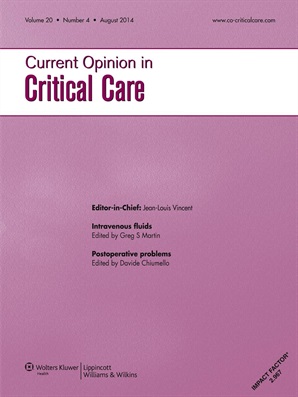 Volume 20 • Number 4 • August 2014
www.co-criticalcare.com
Current Opinion in
Critical Care
Editor-in-Chief: Jean-Louis Vincent
Intravenous fluids
Edited by Greg S Martin
Postoperative problems
Edited by Davide Chiumello
IMPACT FACTOR*
2.967
Wolters Kluwer
Health
Lippincott
Williams & Wilkins